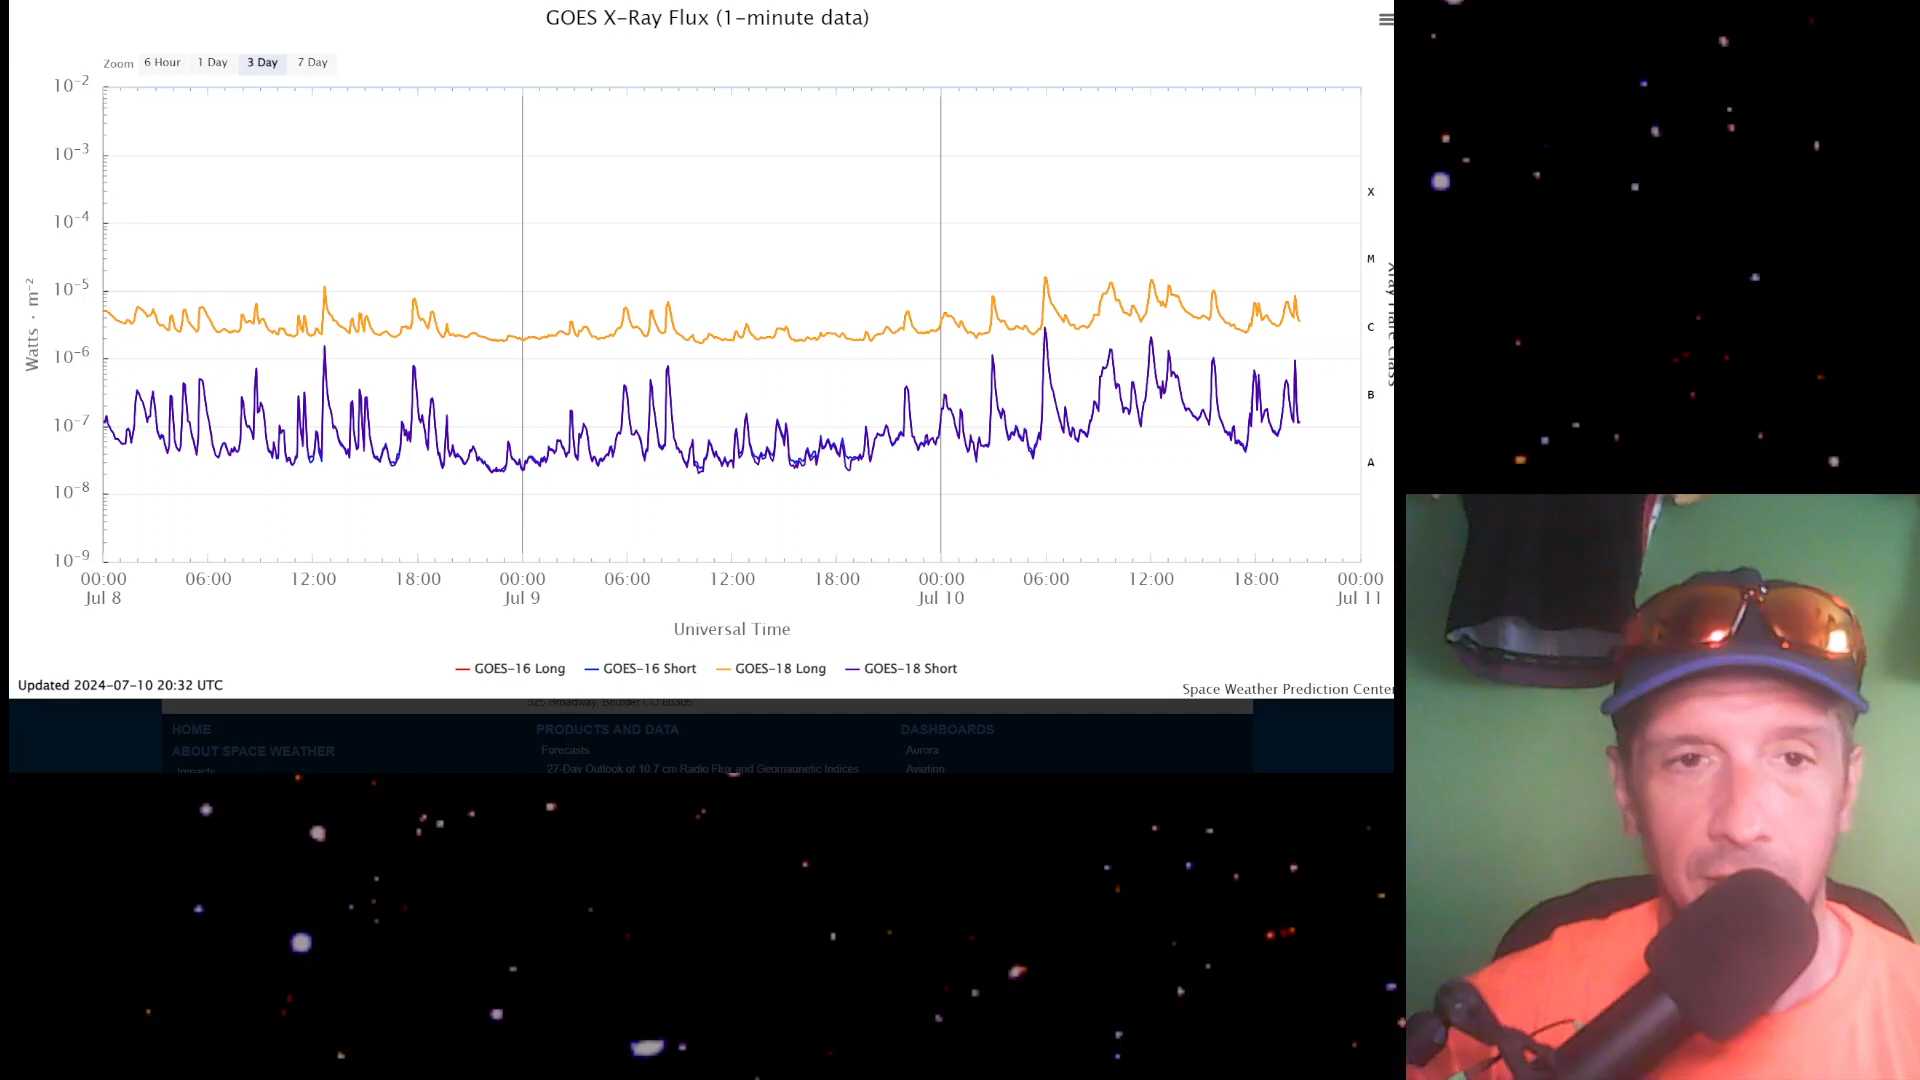 GOES X-Ray Flux (1-minute data)
Zoom 6 Hour 1 Day 3 Day 7 Day
10⁻²
10⁻³
10⁻⁴
10⁻⁵
10⁻⁶
10⁻⁷
10⁻⁸
10⁻⁹
Watts · m⁻²
X
M
C
B
A
00:00 06:00 12:00 18:00 00:00 06:00 12:00 18:00 00:00 06:00 12:00 18:00 00:00
Jul 8 Jul 9 Jul 10 Jul 11
Universal Time
GOES-16 Long GOES-16 Short GOES-18 Long GOES-18 Short
Updated 2024-07-10 20:32 UTC
Space Weather Prediction Center
325 Broadway, Boulder CO 80305
HOME PRODUCTS AND DATA DASHBOARDS
ABOUT SPACE WEATHER Forecasts Aurora
Impacts 27-Day Outlook of 10.7 cm Radio Flux and Geomagnetic Indices Aviation